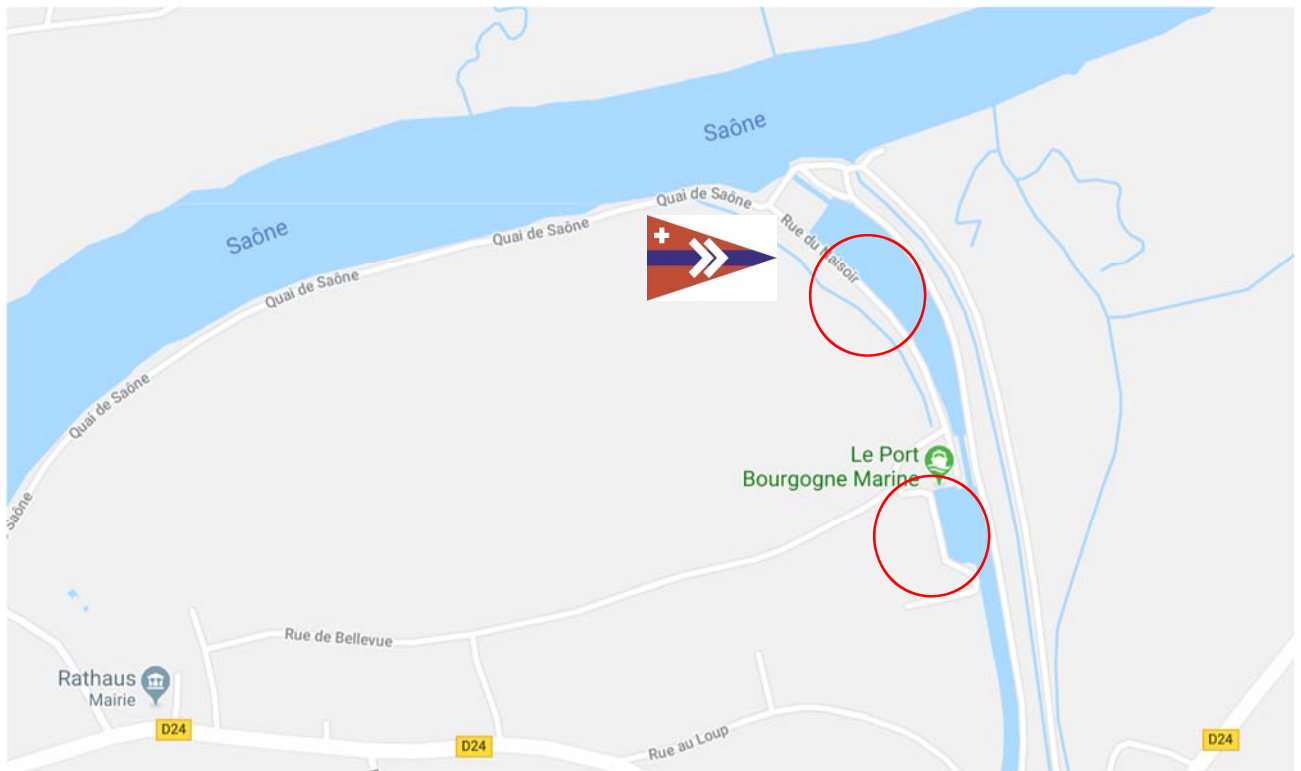 Saône
Quai de Saône
Saône
Quai de Saône
Rue du Naisoir
Quai de Saône
Quai de Saône
Le Port
Bourgogne Marine
Saône
Rue de Bellevue
Rathaus
Mairie
D24
D24
Rue au Loup
D24